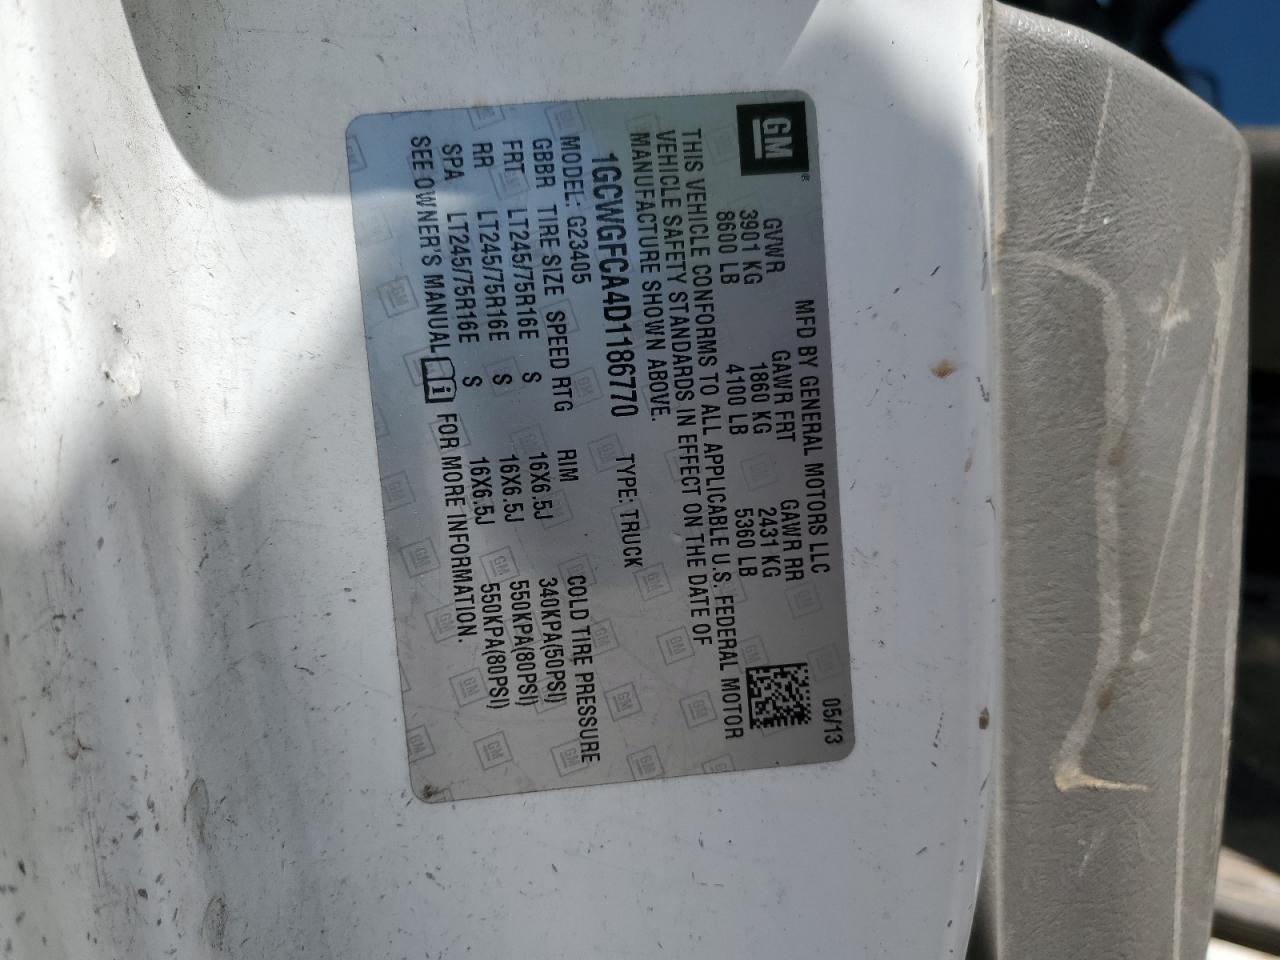 GM®
MFD BY GENERAL MOTORS LLC 05/13
GVWR GAWR FRT GAWR RR
3901 KG 1860 KG 2431 KG
8600 LB 4100 LB 5360 LB
THIS VEHICLE CONFORMS TO ALL APPLICABLE U.S. FEDERAL MOTOR
VEHICLE SAFETY STANDARDS IN EFFECT ON THE DATE OF
MANUFACTURE SHOWN ABOVE.
1GCWGFCA4D1186770 TYPE: TRUCK
MODEL: G23405
GBBR TIRE SIZE SPEED RTG RIM COLD TIRE PRESSURE
FRT LT245/75R16E S 16X6.5J 340KPA(50PSI)
RR LT245/75R16E S 16X6.5J 550KPA(80PSI)
SPA LT245/75R16E S 16X6.5J 550KPA(80PSI)
SEE OWNER'S MANUAL i FOR MORE INFORMATION.